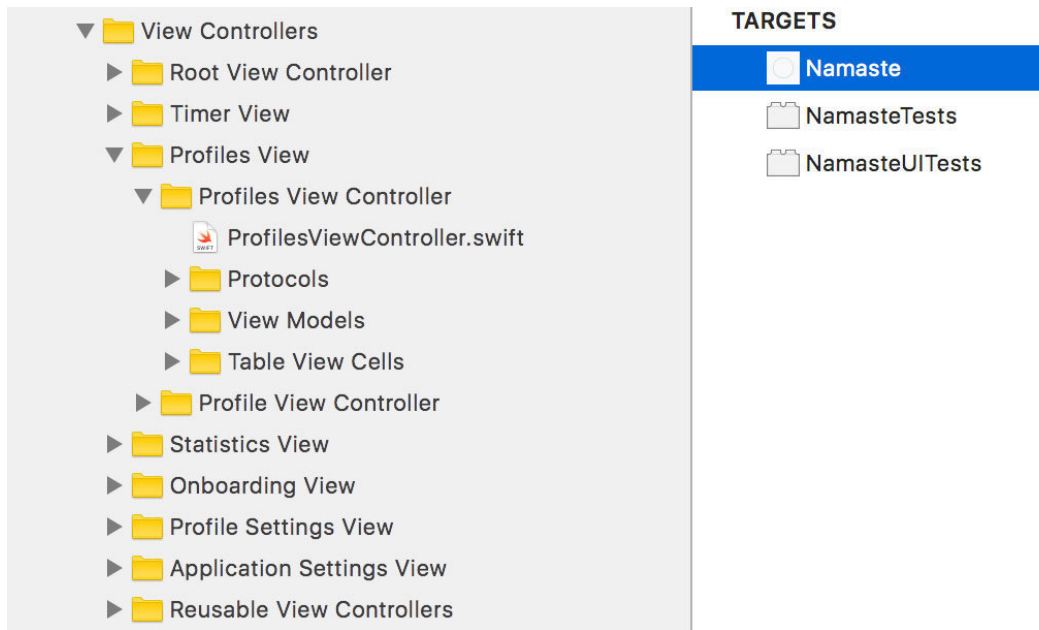 View Controllers
Root View Controller
Timer View
Profiles View
Profiles View Controller
SWIFT
ProfilesViewController.swift
Protocols
View Models
Table View Cells
Profile View Controller
Statistics View
Onboarding View
Profile Settings View
Application Settings View
Reusable View Controllers
TARGETS
Namaste
NamasteTests
NamasteUITests